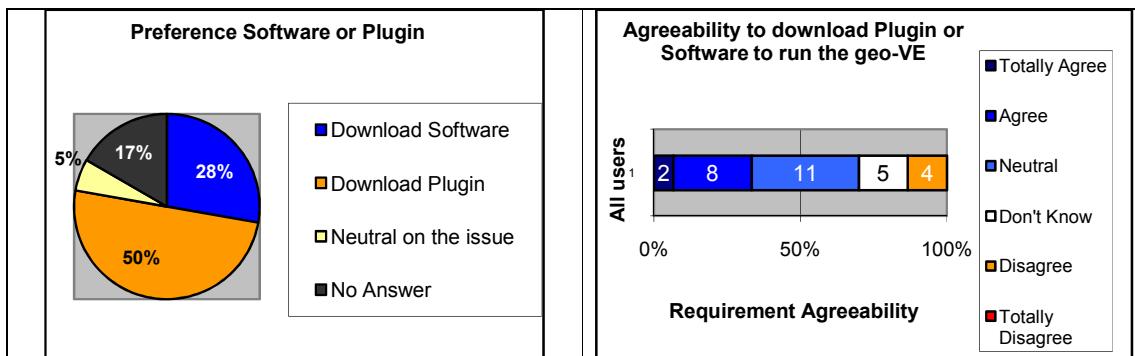 Preference Software or Plugin
5%
17%
28%
50%
Download Software
Download Plugin
Neutral on the issue
No Answer
Agreeability to download Plugin or
Software to run the geo-VE
All users
1
2
8
11
5
4
0%
50%
100%
Requirement Agreeability
Totally Agree
Agree
Neutral
Don't Know
Disagree
Totally
Disagree